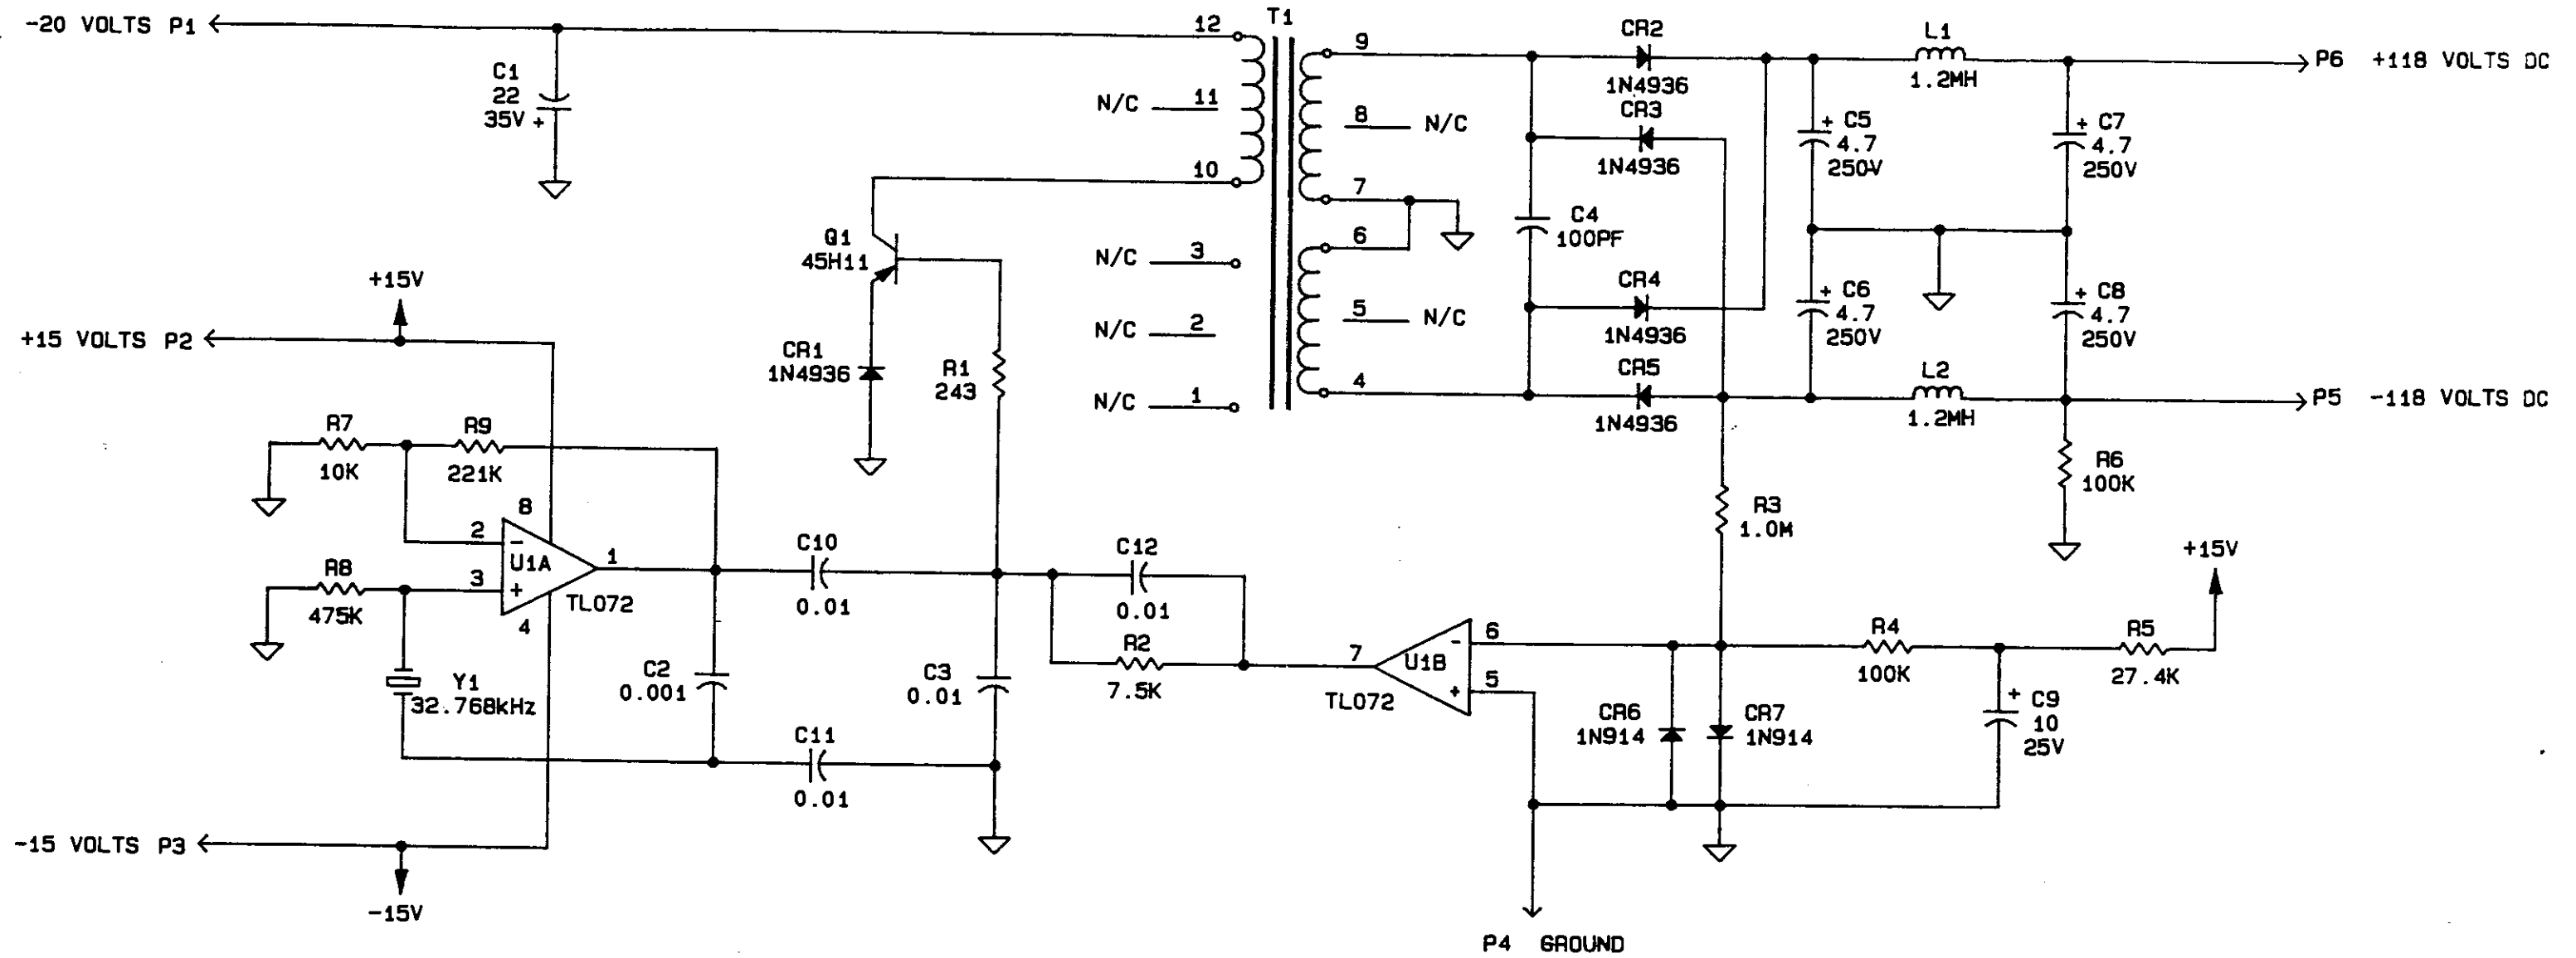 -20 VOLTS P1
C1
22
35V +
12
T1
9
N/C 11
8 N/C
10
7
6
N/C 3
N/C 2
5 N/C
N/C 1
4
Q1
45H11
CR1
1N4936
R1
243
CR2
1N4936
CR3
1N4936
C4
100PF
CR4
1N4936
CR5
1N4936
L1
1.2MH
P6 +118 VOLTS DC
+ C5
4.7
250V
+ C7
4.7
250V
+ C6
4.7
250V
+ C8
4.7
250V
L2
1.2MH
P5 -118 VOLTS DC
R6
100K
R3
1.0M
+15V
+15 VOLTS P2
R7
10K
R9
221K
8
2
-
U1A
1
3
+
TL072
4
R8
475K
Y1
32.768kHz
C2
0.001
C10
0.01
C11
0.01
C3
0.01
C12
0.01
R2
7.5K
7
U1B
-
6
+
5
TL072
CR6
1N914
CR7
1N914
R4
100K
R5
27.4K
+15V
+ C9
10
25V
-15 VOLTS P3
-15V
P4 GROUND